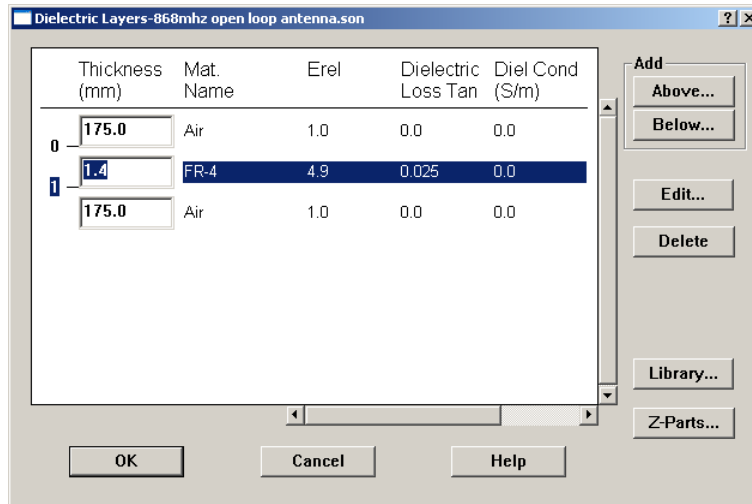 Dielectric Layers-868mhz open loop antenna.son
Thickness (mm) Mat. Name Erel Dielectric Loss Tan Diel Cond (S/m)
175.0 Air 1.0 0.0 0.0
0
1.4 FR-4 4.9 0.025 0.0
1
175.0 Air 1.0 0.0 0.0
Add
Above...
Below...
Edit...
Delete
Library...
Z-Parts...
OK Cancel Help